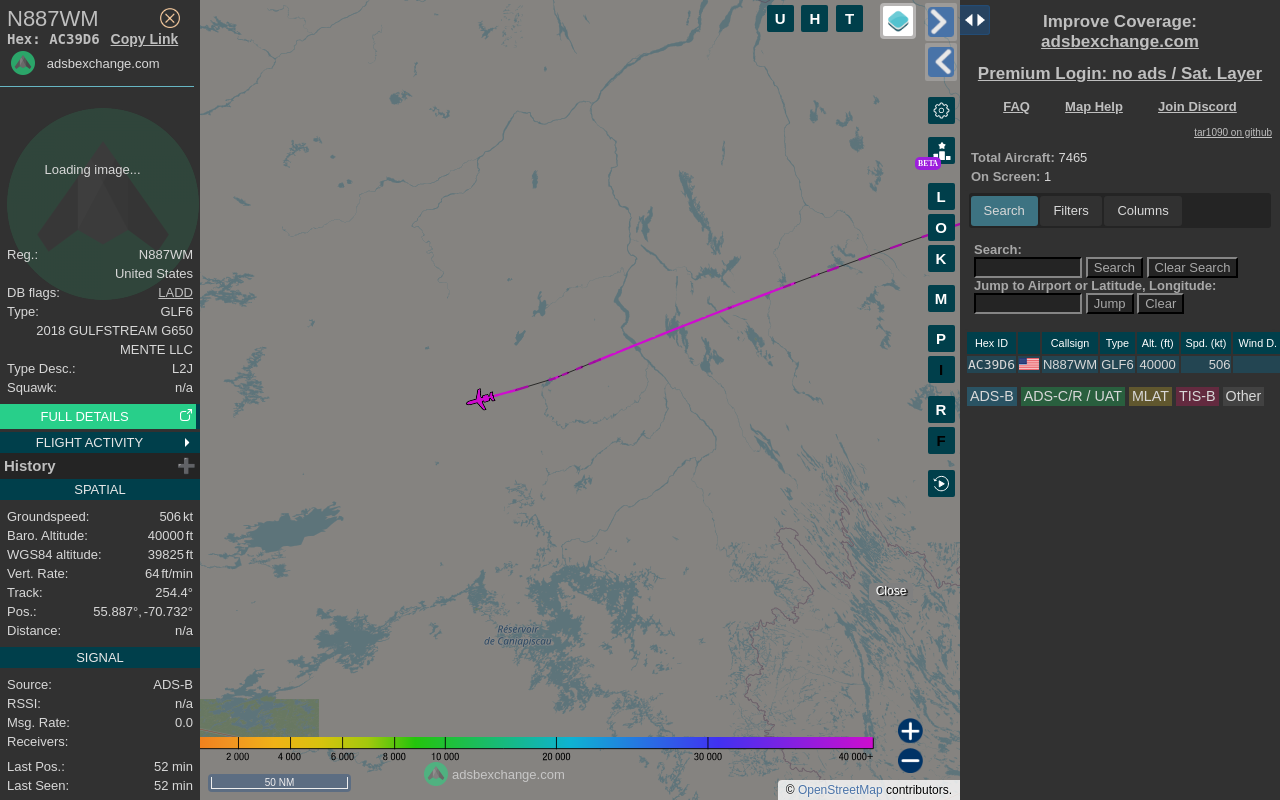 N887WM
Hex: AC39D6 Copy Link
adsbexchange.com
Loading image...
Reg.: N887WM
United States
DB flags: LADD
Type: GLF6
2018 GULFSTREAM G650
MENTE LLC
Type Desc.: L2J
Squawk: n/a
FULL DETAILS
FLIGHT ACTIVITY
History
SPATIAL
Groundspeed: 506 kt
Baro. Altitude: 40000 ft
WGS84 altitude: 39825 ft
Vert. Rate: 64 ft/min
Track: 254.4°
Pos.: 55.887°, -70.732°
Distance: n/a
SIGNAL
Source: ADS-B
RSSI: n/a
Msg. Rate: 0.0
Receivers:
Last Pos.: 52 min
Last Seen: 52 min
U H T
BETA
L
O
K
M
P
I
R
F
Close
Réservoir
de Caniapiscau
2 000 4 000 6 000 8 000 10 000 20 000 30 000 40 000+
50 NM
adsbexchange.com
© OpenStreetMap contributors.
Improve Coverage:
adsbexchange.com
Premium Login: no ads / Sat. Layer
FAQ Map Help Join Discord
tar1090 on github
Total Aircraft: 7465
On Screen: 1
Search Filters Columns
Search:
Search Clear Search
Jump to Airport or Latitude, Longitude:
Jump Clear
Hex ID Callsign Type Alt. (ft) Spd. (kt) Wind D.
AC39D6 N887WM GLF6 40000 506
ADS-B ADS-C/R / UAT MLAT TIS-B Other